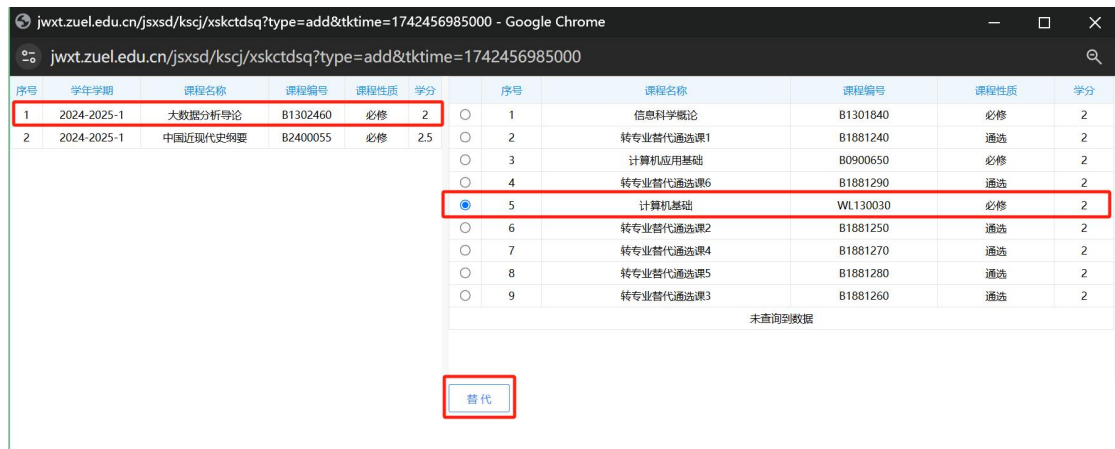 jwxt.zuel.edu.cn/jsxsd/kscj/xskctdsq?type=add&tktime=1742456985000 - Google Chrome
jwxt.zuel.edu.cn/jsxsd/kscj/xskctdsq?type=add&tktime=1742456985000
序号 学年学期 课程名称 课程编号 课程性质 学分
1 2024-2025-1 大数据分析导论 B1302460 必修 2
2 2024-2025-1 中国近现代史纲要 B2400055 必修 2.5
序号 课程名称 课程编号 课程性质 学分
1 信息科学概论 B1301840 必修 2
2 转专业替代通选课1 B1881240 通选 2
3 计算机应用基础 B0900650 必修 2
4 转专业替代通选课6 B1881290 通选 2
5 计算机基础 WL130030 必修 2
6 转专业替代通选课2 B1881250 通选 2
7 转专业替代通选课4 B1881270 通选 2
8 转专业替代通选课5 B1881280 通选 2
9 转专业替代通选课3 B1881260 通选 2
未查询到数据
替代